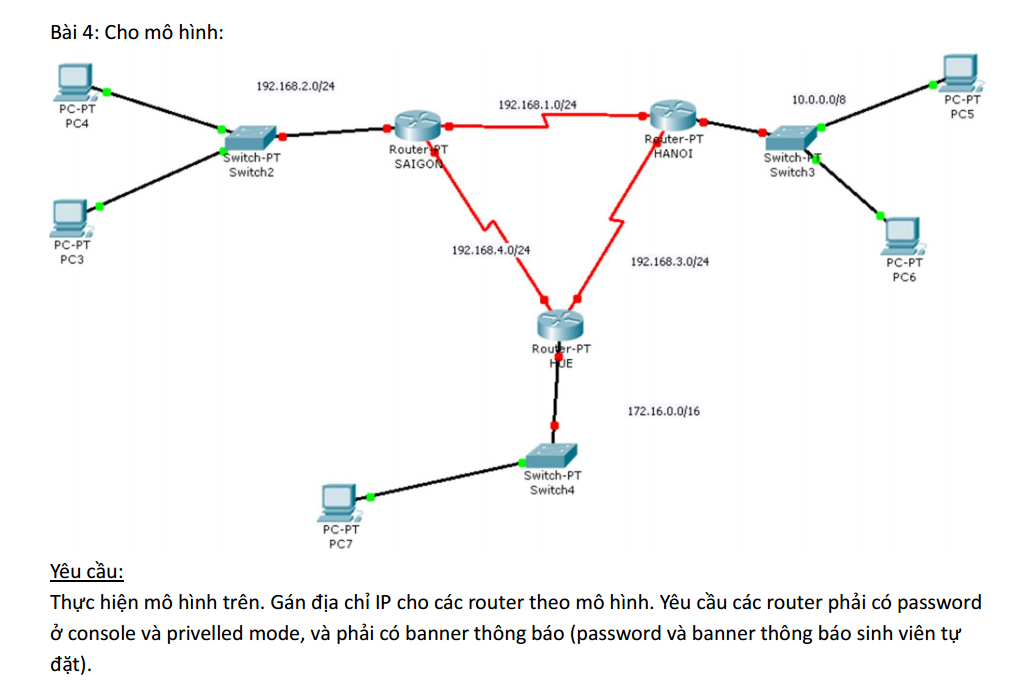 Bài 4: Cho mô hình:
192.168.2.0/24
192.168.1.0/24
10.0.0.0/8
PC-PT
PC4
PC-PT
PC5
Router-PT
SAIGON
Router-PT
HANOI
Switch-PT
Switch2
Switch-PT
Switch3
PC-PT
PC3
192.168.4.0/24
192.168.3.0/24
PC-PT
PC6
Router-PT
HUE
172.16.0.0/16
Switch-PT
Switch4
PC-PT
PC7
Yêu cầu:
Thực hiện mô hình trên. Gán địa chỉ IP cho các router theo mô hình. Yêu cầu các router phải có password
ở console và privelled mode, và phải có banner thông báo (password và banner thông báo sinh viên tự
đặt).